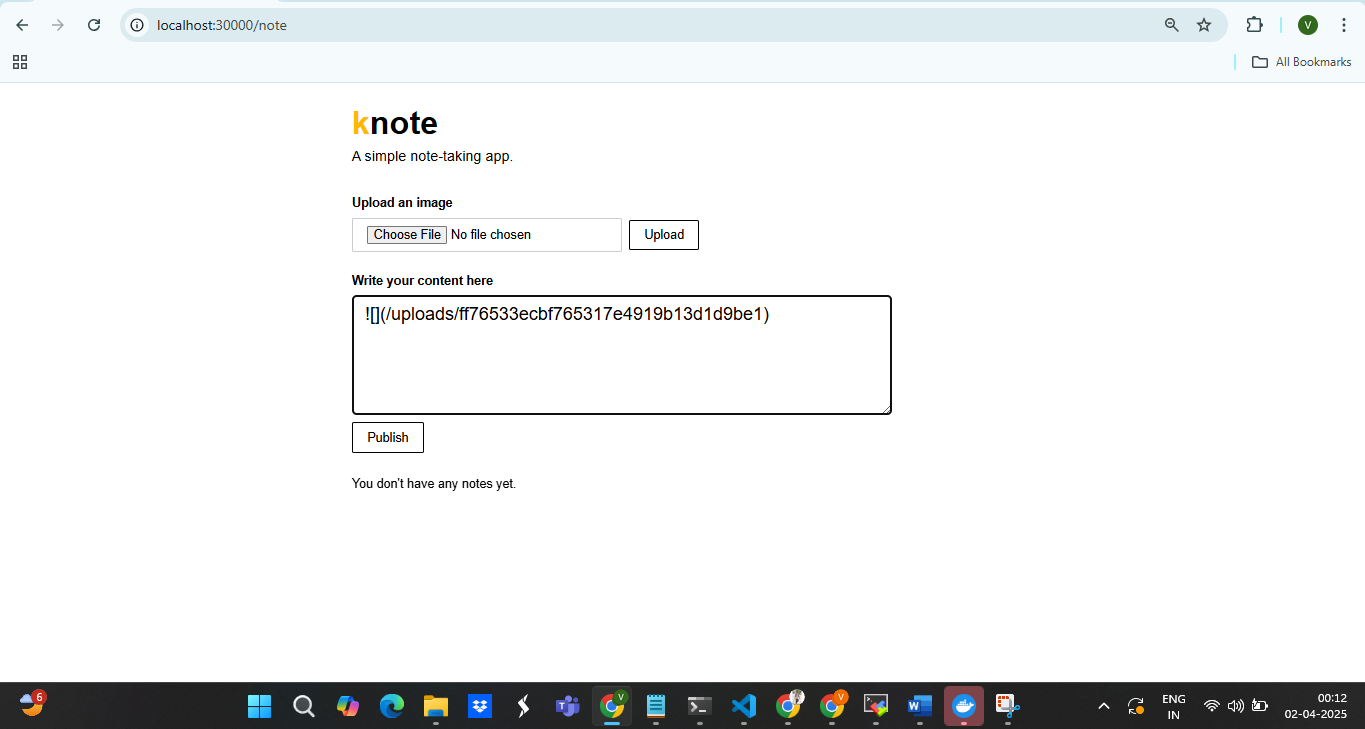 localhost:30000/note
V
All Bookmarks
knote
A simple note-taking app.
Upload an image
Choose File No file chosen
Upload
Write your content here
![](/uploads/ff76533ecbf765317e4919b13d1d9be1)
Publish
You don't have any notes yet.
6
V
V
W
T
ENG
IN
00:12
02-04-2025